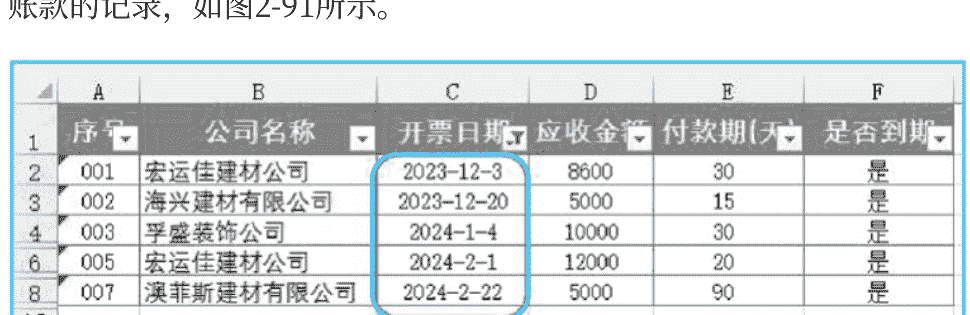 账款的记录，如图2-91所示。
A B C D E F
1 序号 公司名称 开票日期 应收金额 付款期(天) 是否到期
2 001 宏运佳建材公司 2023-12-3 8600 30 是
3 002 海兴建材有限公司 2023-12-20 5000 15 是
4 003 孚盛装饰公司 2024-1-4 10000 30 是
6 005 宏运佳建材公司 2024-2-1 12000 20 是
8 007 澳菲斯建材有限公司 2024-2-22 5000 90 是